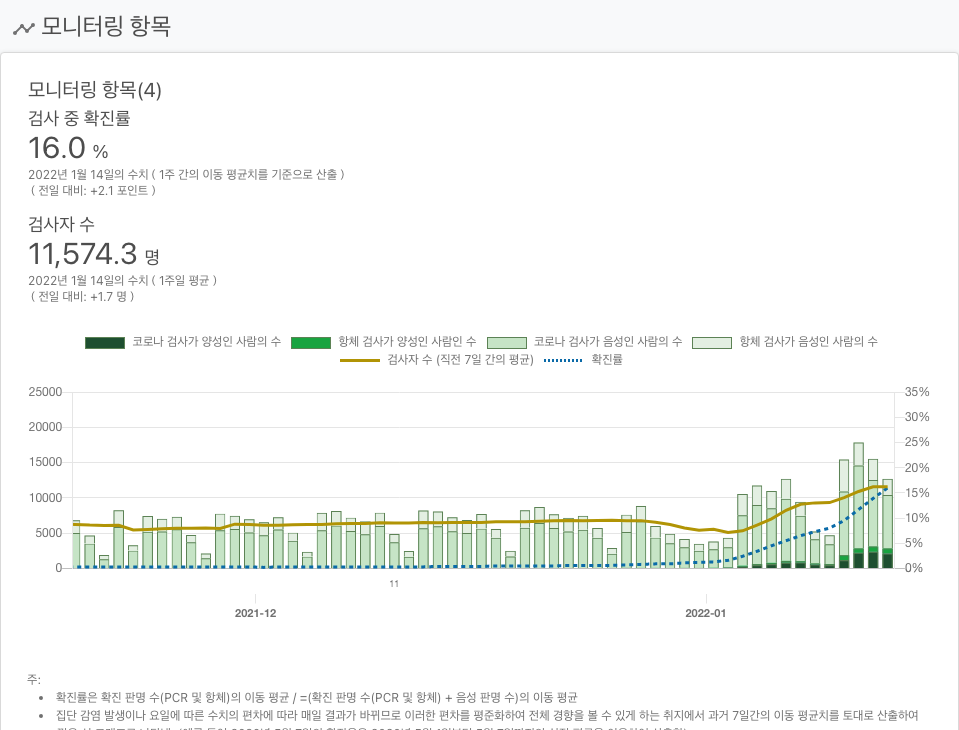 모니터링 항목
모니터링 항목(4)
검사 중 확진률
16.0 %
2022년 1월 14일의 수치 ( 1주 간의 이동 평균치를 기준으로 산출 )
( 전일 대비: +2.1 포인트 )
검사자 수
11,574.3 명
2022년 1월 14일의 수치 ( 1주일 평균 )
( 전일 대비: +1.7 명 )
코로나 검사가 양성인 사람의 수 항체 검사가 양성인 사람인 수 코로나 검사가 음성인 사람의 수 항체 검사가 음성인 사람의 수
검사자 수 (직전 7일 간의 평균) 확진률
25000 35%
30%
20000
25%
15000
20%
15%
10000
10%
5000
5%
0 0%
11
2021-12 2022-01
주:
확진률은 확진 판명 수(PCR 및 항체)의 이동 평균 / =(확진 판명 수(PCR 및 항체) + 음성 판명 수)의 이동 평균
집단 감염 발생이나 요일에 따른 수치의 편차에 따라 매일 결과가 바뀌므로 이러한 편차를 평준화하여 전체 경향을 볼 수 있게 하는 취지에서 과거 7일간의 이동 평균치를 토대로 산출하여